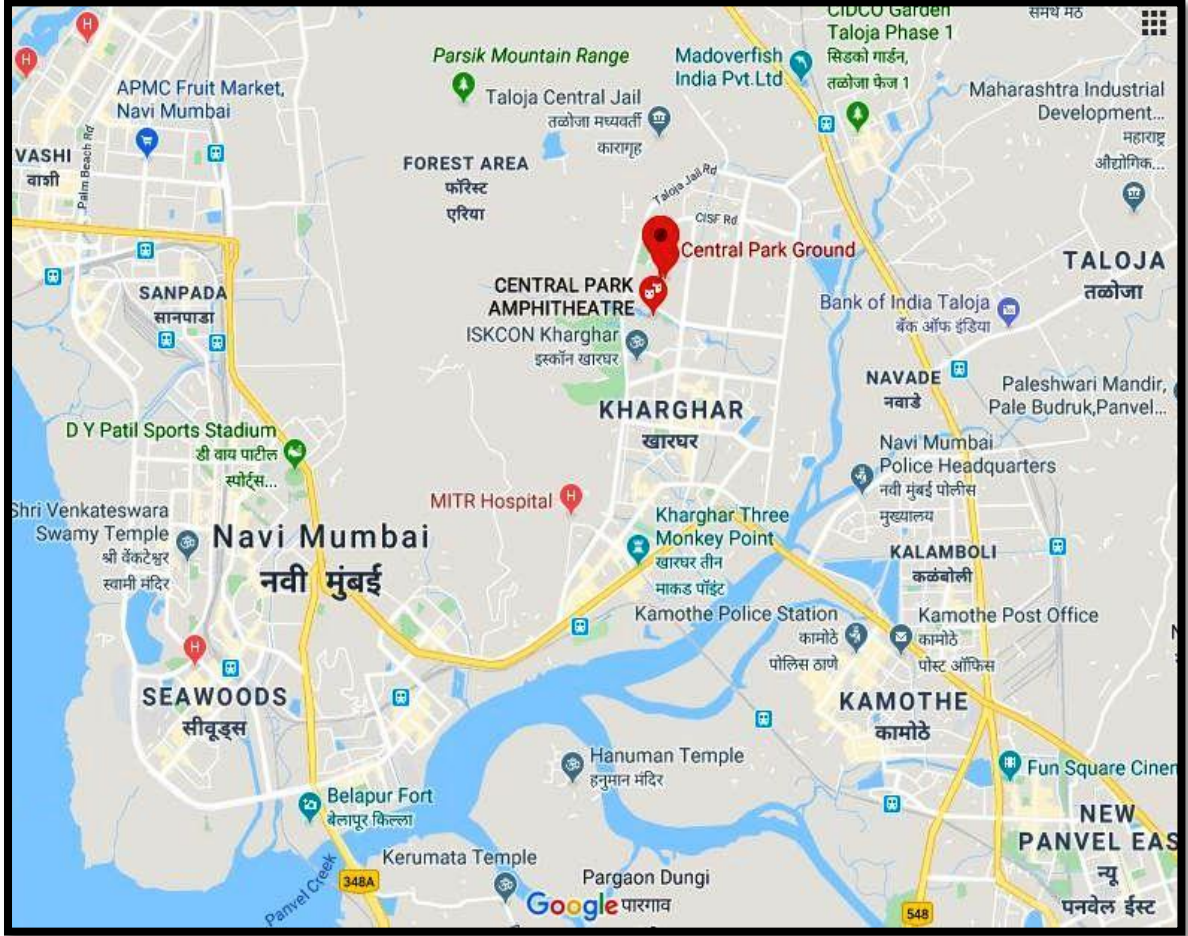 CIDCO Garden
Taloja Phase 1
सिडको गार्डन,
तळोजा फेज 1
समर्थ मठ
Parsik Mountain Range
Madoverfish
India Pvt.Ltd
APMC Fruit Market,
Navi Mumbai
Taloja Central Jail
तळोजा मध्यवर्ती
कारागृह
Maharashtra Industrial
Development...
महाराष्ट्र
औद्योगिक...
VASHI
वाशी
Palm Beach Rd
FOREST AREA
फॉरेस्ट
एरिया
Taloja Jail Rd
CISF Rd
Central Park Ground
CENTRAL PARK
AMPHITHEATRE
TALOJA
तळोजा
SANPADA
सानपाडा
Bank of India Taloja
बँक ऑफ इंडिया
ISKCON Kharghar
इस्कॉन खारघर
NAVADE
नवाडे
Paleshwari Mandir,
Pale Budruk,Panvel...
KHARGHAR
खारघर
D Y Patil Sports Stadium
डी वाय पाटील
स्पोर्ट्स...
Navi Mumbai
Police Headquarters
नवी मुंबई पोलीस
मुख्यालय
MITR Hospital
Shri Venkateswara
Swamy Temple
श्री वेंकटेश्वर
स्वामी मंदिर
Kharghar Three
Monkey Point
खारघर तीन
माकड पॉइंट
Navi Mumbai
नवी मुंबई
KALAMBOLI
कळंबोली
Kamothe Police Station
कामोठे
पोलिस ठाणे
Kamothe Post Office
कामोठे
पोस्ट ऑफिस
SEAWOODS
सीवूड्स
KAMOTHE
कामोठे
Hanuman Temple
हनुमान मंदिर
Fun Square Cinem
Belapur Fort
बेलापूर किल्ला
NEW
PANVEL EAS
न्यू
पनवेल ईस्ट
Kerumata Temple
Panvel Creek
348A
Pargaon Dungi
पारगाव
Google
548